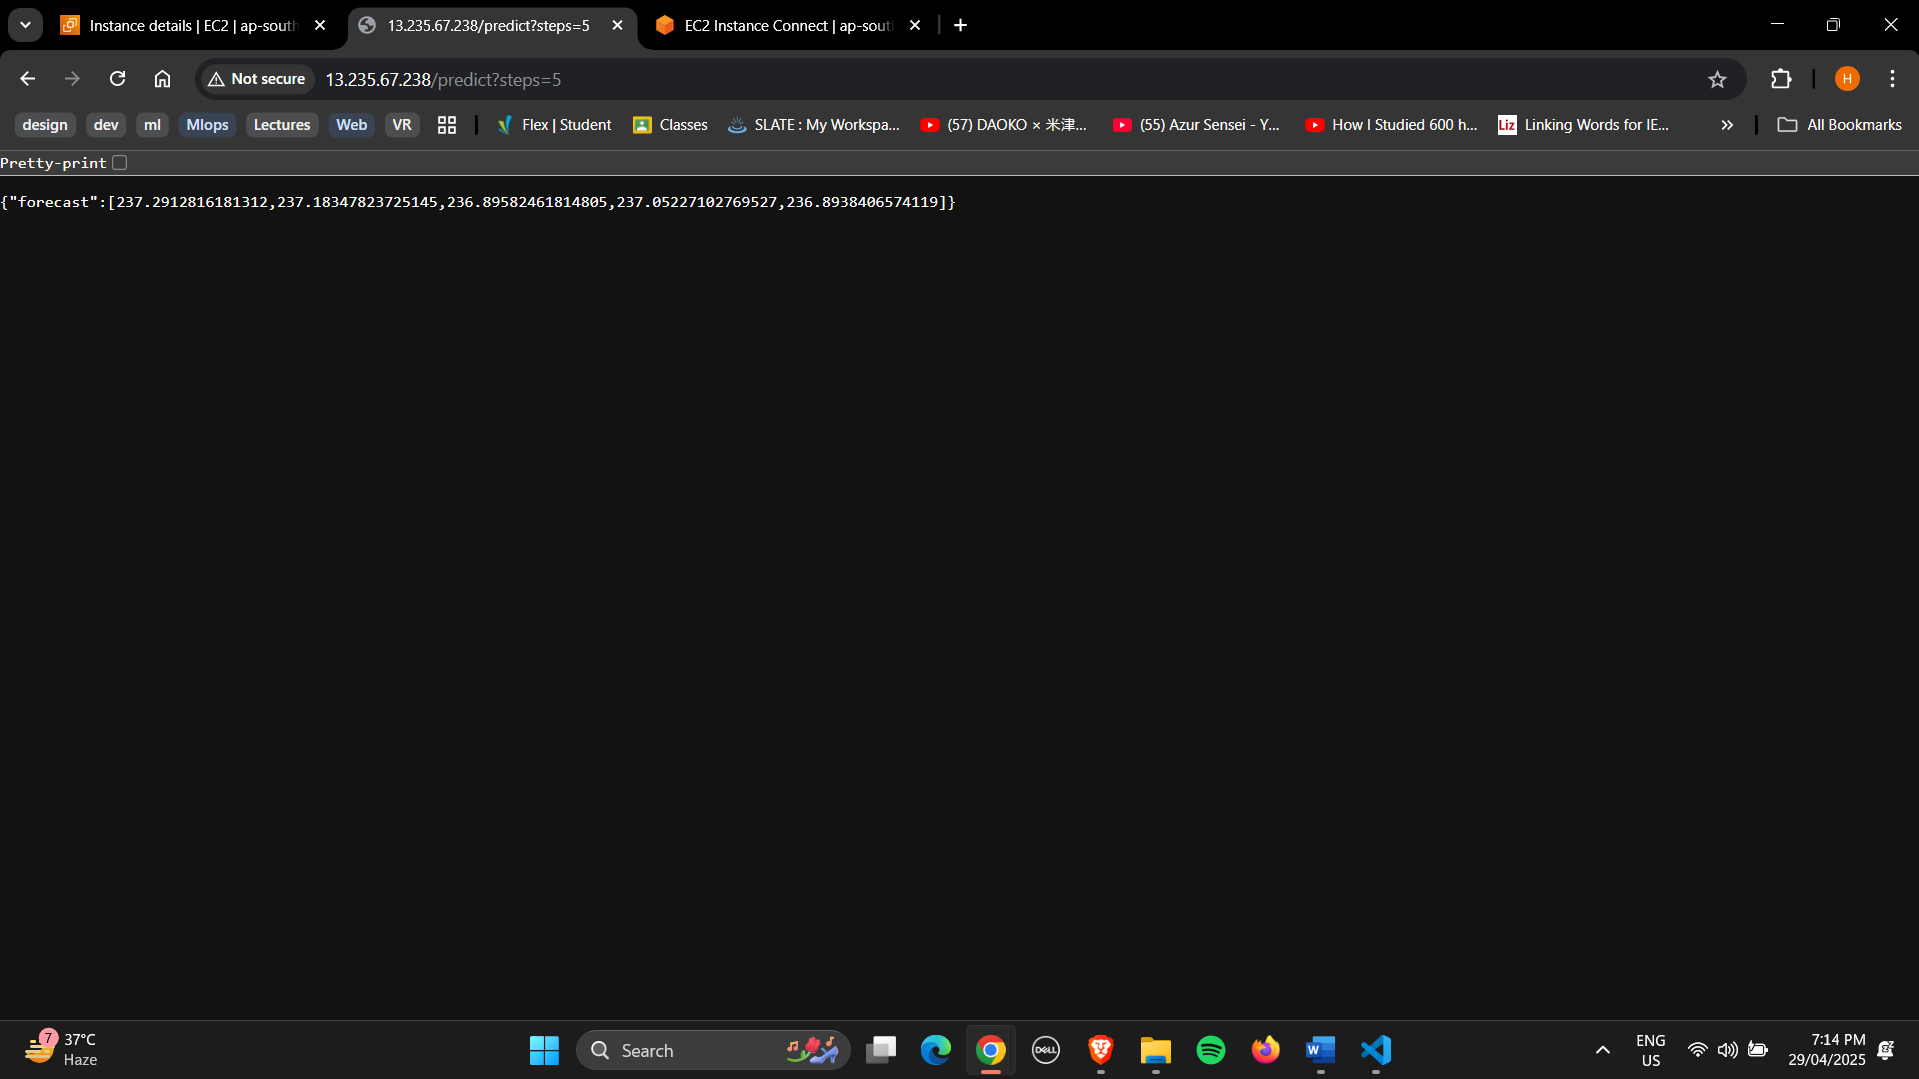 Instance details | EC2 | ap-south
13.235.67.238/predict?steps=5
EC2 Instance Connect | ap-sout
Not secure
13.235.67.238/predict?steps=5
H
design
dev
ml
Mlops
Lectures
Web
VR
Flex | Student
Classes
SLATE : My Workspa...
(57) DAOKO × 米津...
(55) Azur Sensei - Y...
How I Studied 600 h...
Liz
Linking Words for IE...
All Bookmarks
Pretty-print
{"forecast":[237.2912816181312,237.18347823725145,236.89582461814805,237.05227102769527,236.8938406574119]}
7
37°C
Haze
Search
DELL
W
ENG
US
7:14 PM
29/04/2025